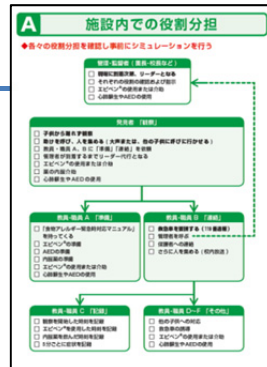 A 施設内での役割分担
◆各々の役割分担を確認し事前にシミュレーションを行う
管理・監督者（園長・校長など）
□ 現場に到着次第、リーダーとなる
□ それぞれの役割の確認および指示
□ エピペン®の使用または介助
□ 心肺蘇生やAEDの使用
発見者 「観察」
□ 子供から離れず観察
□ 助けを呼び、人を集める（大声または、他の子供に呼びに行かせる）
□ 教員・職員 A、Bに「準備」「連絡」を依頼
□ 管理者が到着するまでリーダー代行となる
□ エピペン®の使用または介助
□ 薬の内服介助
□ 心肺蘇生やAEDの使用
教員・職員 A 「準備」
□ 「食物アレルギー緊急時対応マニュアル」
を持ってくる
□ エピペン®の準備
□ AEDの準備
□ 内服薬の準備
□ エピペン®の使用または介助
□ 心肺蘇生やAEDの使用
教員・職員 B 「連絡」
□ 救急車を要請する（119番通報）
□ 管理者を呼ぶ
□ 保護者への連絡
□ さらに人を集める（校内放送）
教員・職員 C 「記録」
□ 観察を開始した時刻を記録
□ エピペン®を使用した時刻を記録
□ 内服薬を飲んだ時刻を記録
□ 5分ごとに症状を記録
教員・職員 D～F 「その他」
□ 他の子供への対応
□ 救急車の誘導
□ エピペン®の使用または介助
□ 心肺蘇生やAEDの使用